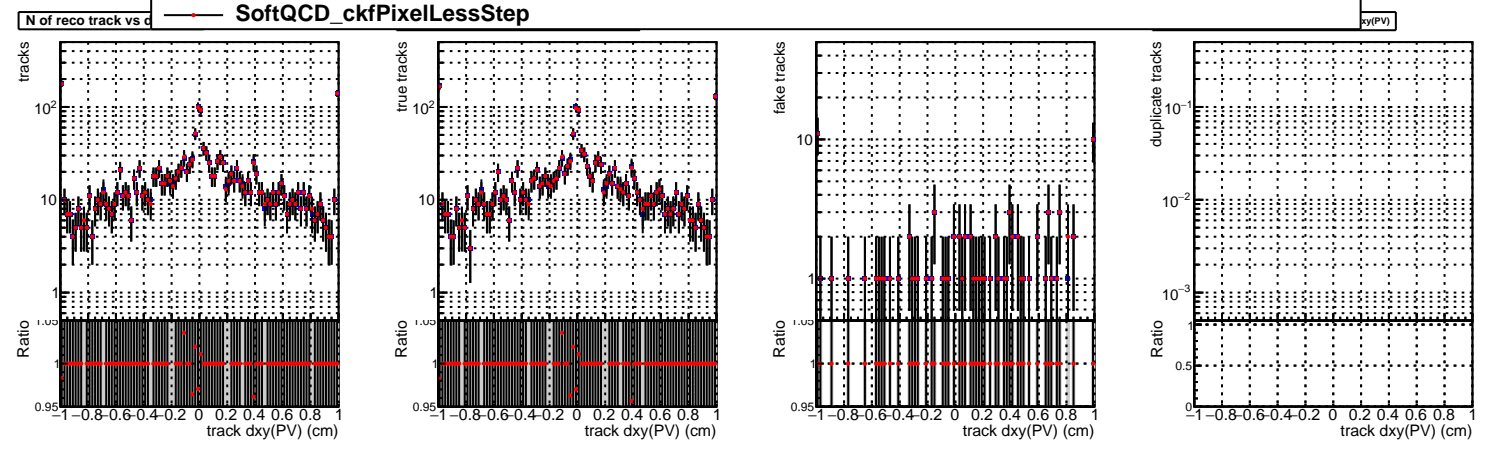 SoftQCD_ckfPixelLessStep
N of reco track vs d
xy(PV)
tracks
10²
10
1
Ratio
1.05
1
0.95
−1 −0.8 −0.6 −0.4 −0.2 0 0.2 0.4 0.6 0.8 1
track dxy(PV) (cm)
true tracks
10²
10
1
Ratio
1.05
1
0.95
−1 −0.8 −0.6 −0.4 −0.2 0 0.2 0.4 0.6 0.8 1
track dxy(PV) (cm)
fake tracks
10
1
Ratio
1.05
1
0.95
−1 −0.8 −0.6 −0.4 −0.2 0 0.2 0.4 0.6 0.8 1
track dxy(PV) (cm)
duplicate tracks
10⁻¹
10⁻²
10⁻³
Ratio
1
0.5
0
−1 −0.8 −0.6 −0.4 −0.2 0 0.2 0.4 0.6 0.8 1
track dxy(PV) (cm)